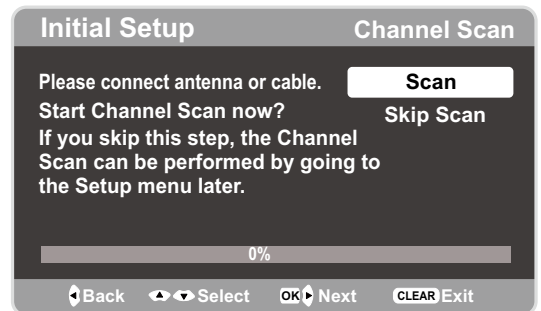 Initial Setup Channel Scan
Please connect antenna or cable. Scan
Start Channel Scan now? Skip Scan
If you skip this step, the Channel
Scan can be performed by going to
the Setup menu later.
0%
Back Select OK Next CLEAR Exit